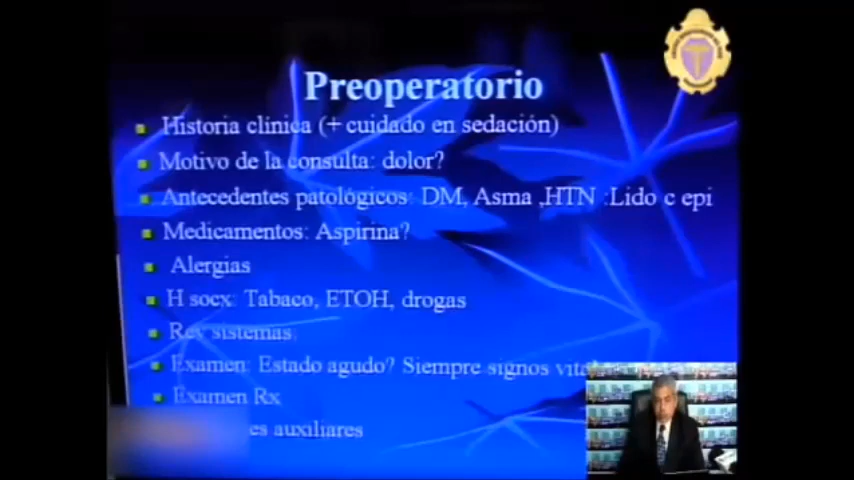 Preoperatorio
Historia clinica (+ cuidado en sedación)
Motivo de la consulta: dolor?
Antecedentes patológicos: DM, Asma ,HTN :Lido c epi
Medicamentos: Aspirina?
Alergias
H socx: Tabaco, ETOH, drogas
Rev sistemas
Examen: Estado agudo? Siempre signos
Examen Rx
auxiliares